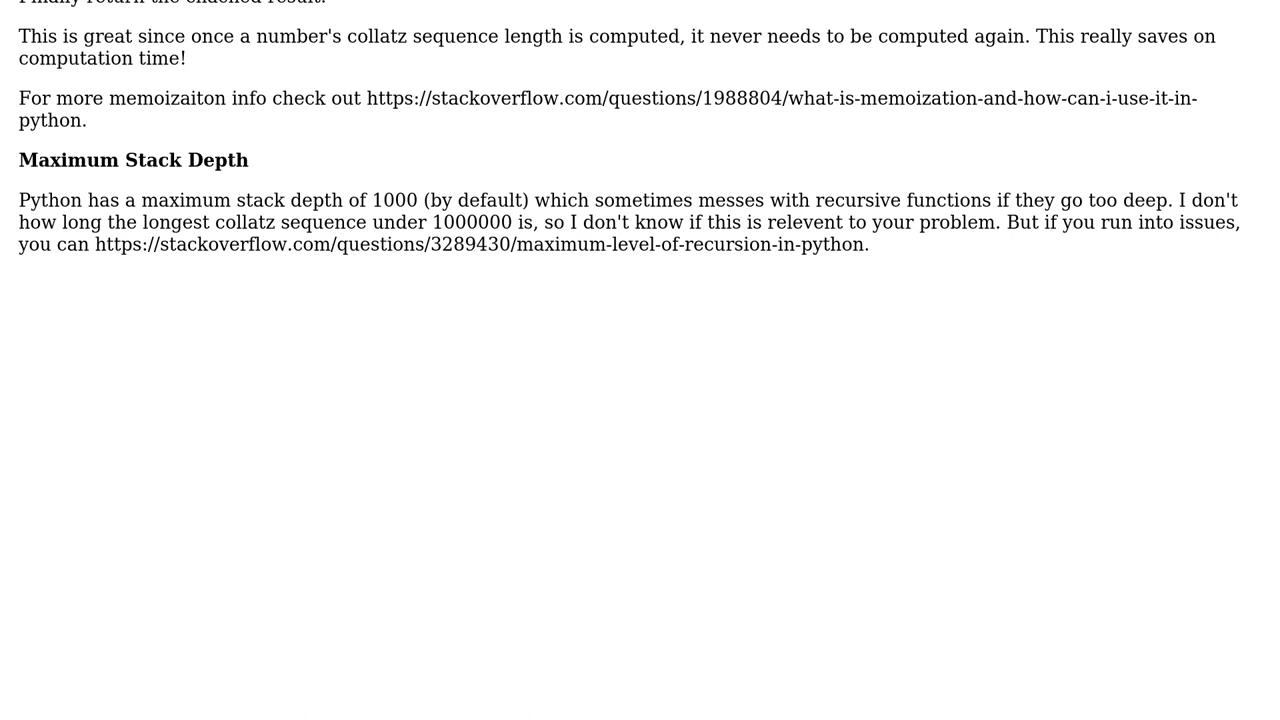 This is great since once a number's collatz sequence length is computed, it never needs to be computed again. This really saves on
computation time!
For more memoizaiton info check out https://stackoverflow.com/questions/1988804/what-is-memoization-and-how-can-i-use-it-in-
python.
Maximum Stack Depth
Python has a maximum stack depth of 1000 (by default) which sometimes messes with recursive functions if they go too deep. I don't
how long the longest collatz sequence under 1000000 is, so I don't know if this is relevent to your problem. But if you run into issues,
you can https://stackoverflow.com/questions/3289430/maximum-level-of-recursion-in-python.